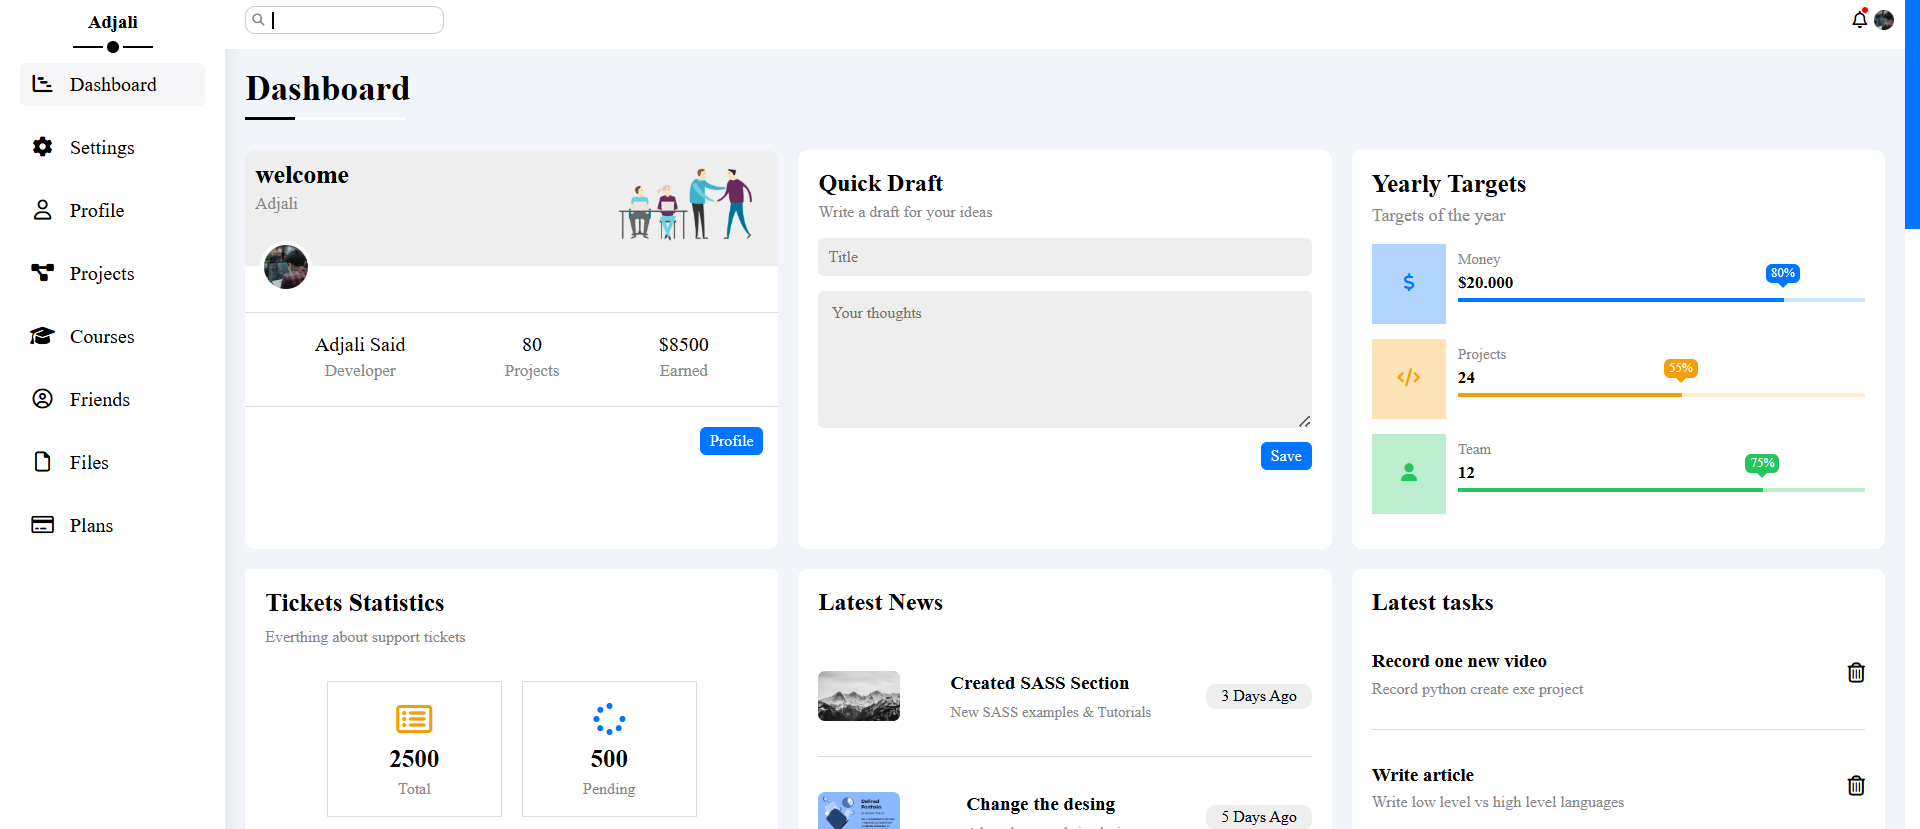 Adjali
Dashboard
Settings
Profile
Projects
Courses
Friends
Files
Plans
Dashboard
welcome
Adjali
Adjali Said
Developer
80
Projects
$8500
Earned
Profile
Quick Draft
Write a draft for your ideas
Title
Your thoughts
Save
Yearly Targets
Targets of the year
Money
$20.000
80%
Projects
24
55%
Team
12
75%
Tickets Statistics
Everthing about support tickets
2500
Total
500
Pending
Latest News
Created SASS Section
New SASS examples & Tutorials
3 Days Ago
Defined
Portfolio
Change the desing
5 Days Ago
Latest tasks
Record one new video
Record python create exe project
Write article
Write low level vs high level languages